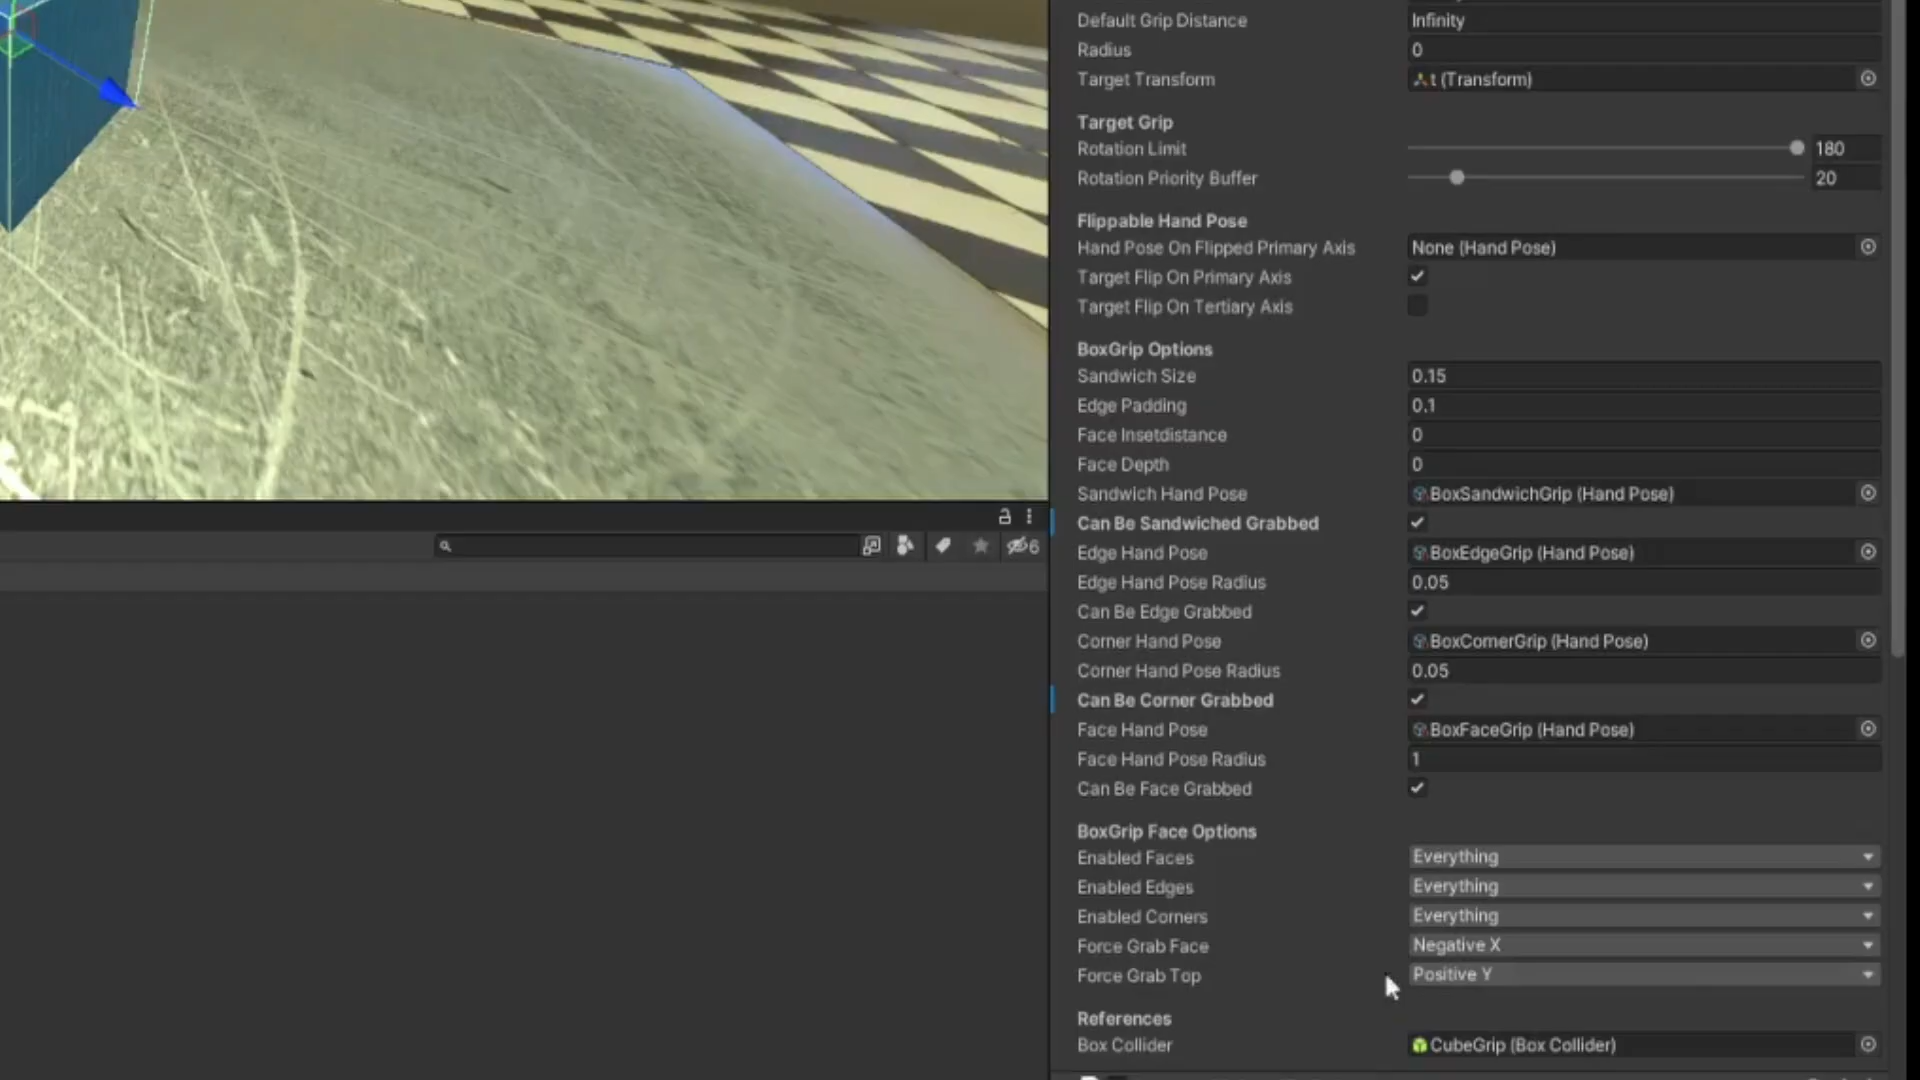 Default Grip Distance Infinity
Radius 0
Target Transform t (Transform)
Target Grip
Rotation Limit 180
Rotation Priority Buffer 20
Flippable Hand Pose
Hand Pose On Flipped Primary Axis None (Hand Pose)
Target Flip On Primary Axis
Target Flip On Tertiary Axis
BoxGrip Options
Sandwich Size 0.15
Edge Padding 0.1
Face Insetdistance 0
Face Depth 0
Sandwich Hand Pose BoxSandwichGrip (Hand Pose)
Can Be Sandwiched Grabbed
6
Edge Hand Pose BoxEdgeGrip (Hand Pose)
Edge Hand Pose Radius 0.05
Can Be Edge Grabbed
Corner Hand Pose BoxCornerGrip (Hand Pose)
Corner Hand Pose Radius 0.05
Can Be Corner Grabbed
Face Hand Pose BoxFaceGrip (Hand Pose)
Face Hand Pose Radius 1
Can Be Face Grabbed
BoxGrip Face Options
Enabled Faces Everything
Enabled Edges Everything
Enabled Corners Everything
Force Grab Face Negative X
Force Grab Top Positive Y
References
Box Collider CubeGrip (Box Collider)